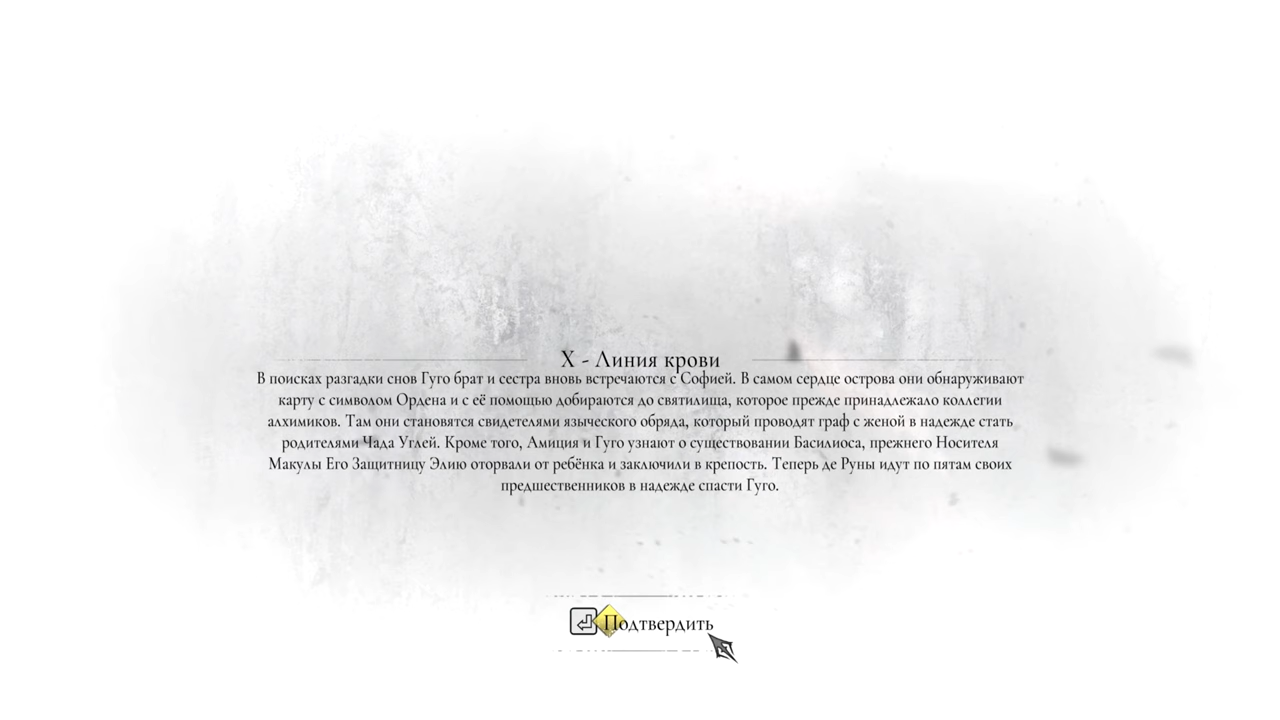 X - Линия крови
В поисках разгадки снов Гуго брат и сестра вновь встречаются с Софией. В самом сердце острова они обнаруживают
карту с символом Ордена и с её помощью добираются до святилища, которое прежде принадлежало коллегии
алхимиков. Там они становятся свидетелями языческого обряда, который проводят граф с женой в надежде стать
родителями Чада Углей. Кроме того, Амиция и Гуго узнают о существовании Басилиоса, прежнего Носителя
Макулы Его Защитницу Элию оторвали от ребёнка и заключили в крепость. Теперь де Руны идут по пятам своих
предшественников в надежде спасти Гуго.
Подтвердить